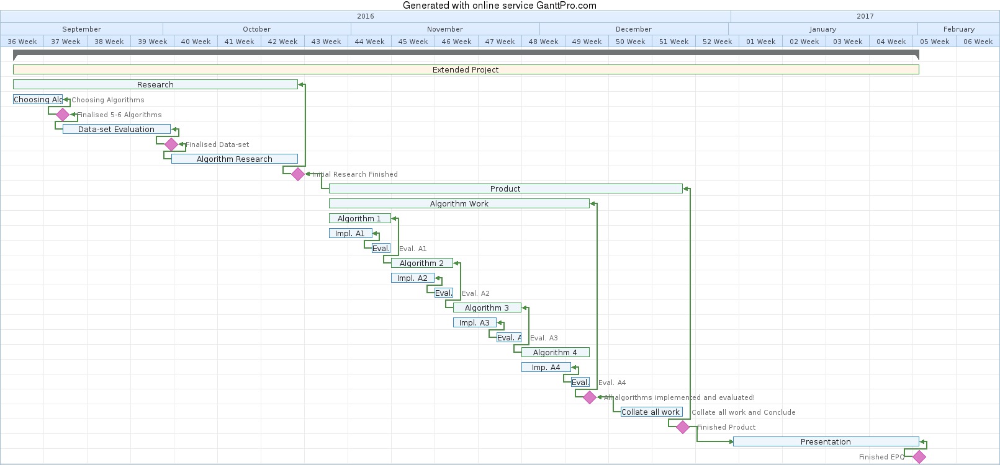 Generated with online service GanttPro.com
2016 2017
September October November December January February
36 Week 37 Week 38 Week 39 Week 40 Week 41 Week 42 Week 43 Week 44 Week 45 Week 46 Week 47 Week 48 Week 49 Week 50 Week 51 Week 52 Week 01 Week 02 Week 03 Week 04 Week 05 Week 06 Week
Extended Project
Research
Choosing Alg Choosing Algorithms
Finalised 5-6 Algorithms
Data-set Evaluation
Finalised Data-set
Algorithm Research
Initial Research Finished
Product
Algorithm Work
Algorithm 1
Impl. A1
Eval. Eval. A1
Algorithm 2
Impl. A2
Eval. Eval. A2
Algorithm 3
Impl. A3
Eval. A Eval. A3
Algorithm 4
Imp. A4
Eval. Eval. A4
All algorithms implemented and evaluated!
Collate all work Collate all work and Conclude
Finished Product
Presentation
Finished EPQ